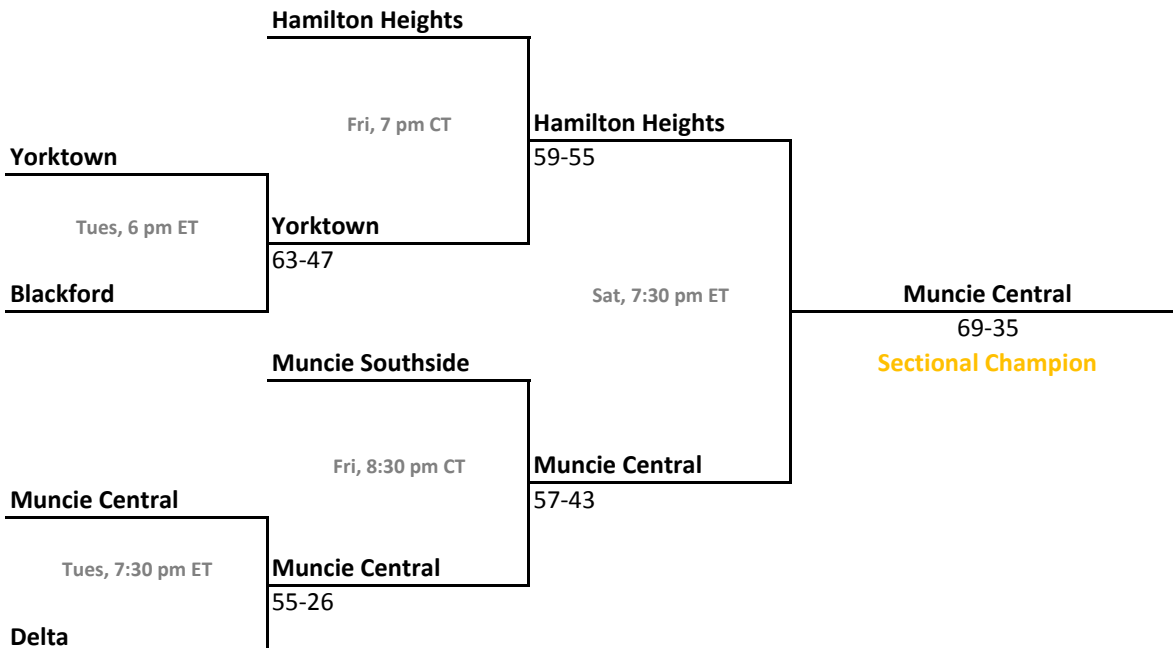 Hamilton Heights
Fri, 7 pm CT
Hamilton Heights
59-55
Yorktown
Tues, 6 pm ET
Yorktown
63-47
Blackford
Sat, 7:30 pm ET
Muncie Central
69-35
Sectional Champion
Muncie Southside
Fri, 8:30 pm CT
Muncie Central
57-43
Muncie Central
Tues, 7:30 pm ET
Muncie Central
55-26
Delta